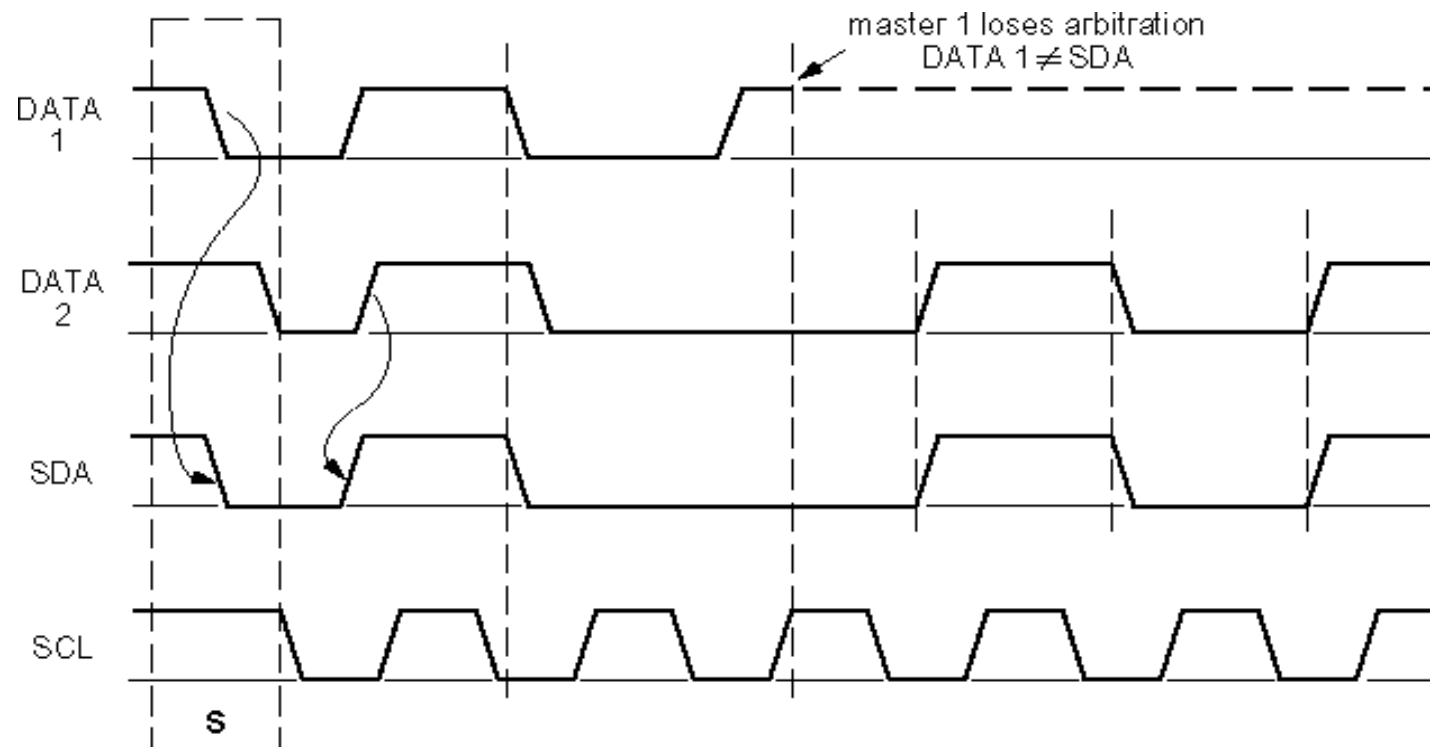 master 1 loses arbitration
DATA 1≠SDA
DATA
1
DATA
2
SDA
SCL
S